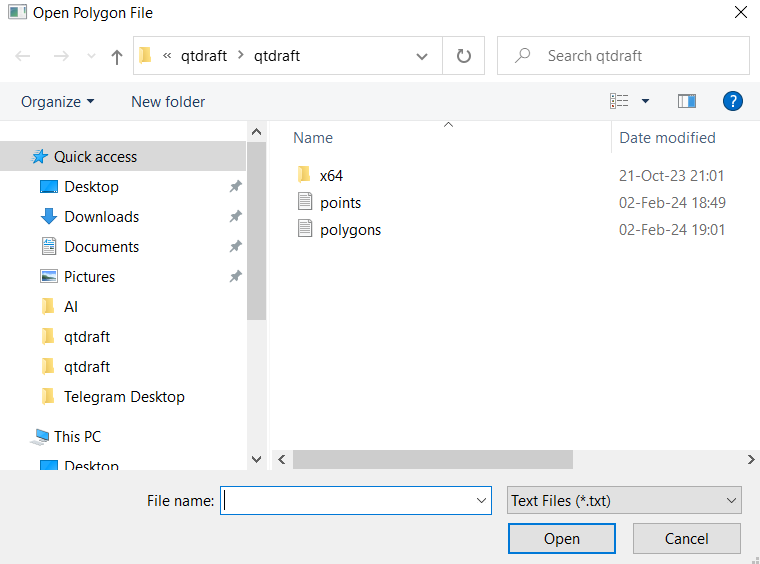 Open Polygon File
« qtdraft > qtdraft
Search qtdraft
Organize
New folder
?
Name
Date modified
Quick access
Desktop
Downloads
Documents
Pictures
AI
qtdraft
qtdraft
Telegram Desktop
This PC
Desktop
x64 21-Oct-23 21:01
points 02-Feb-24 18:49
polygons 02-Feb-24 19:01
File name:
Text Files (*.txt)
Open
Cancel